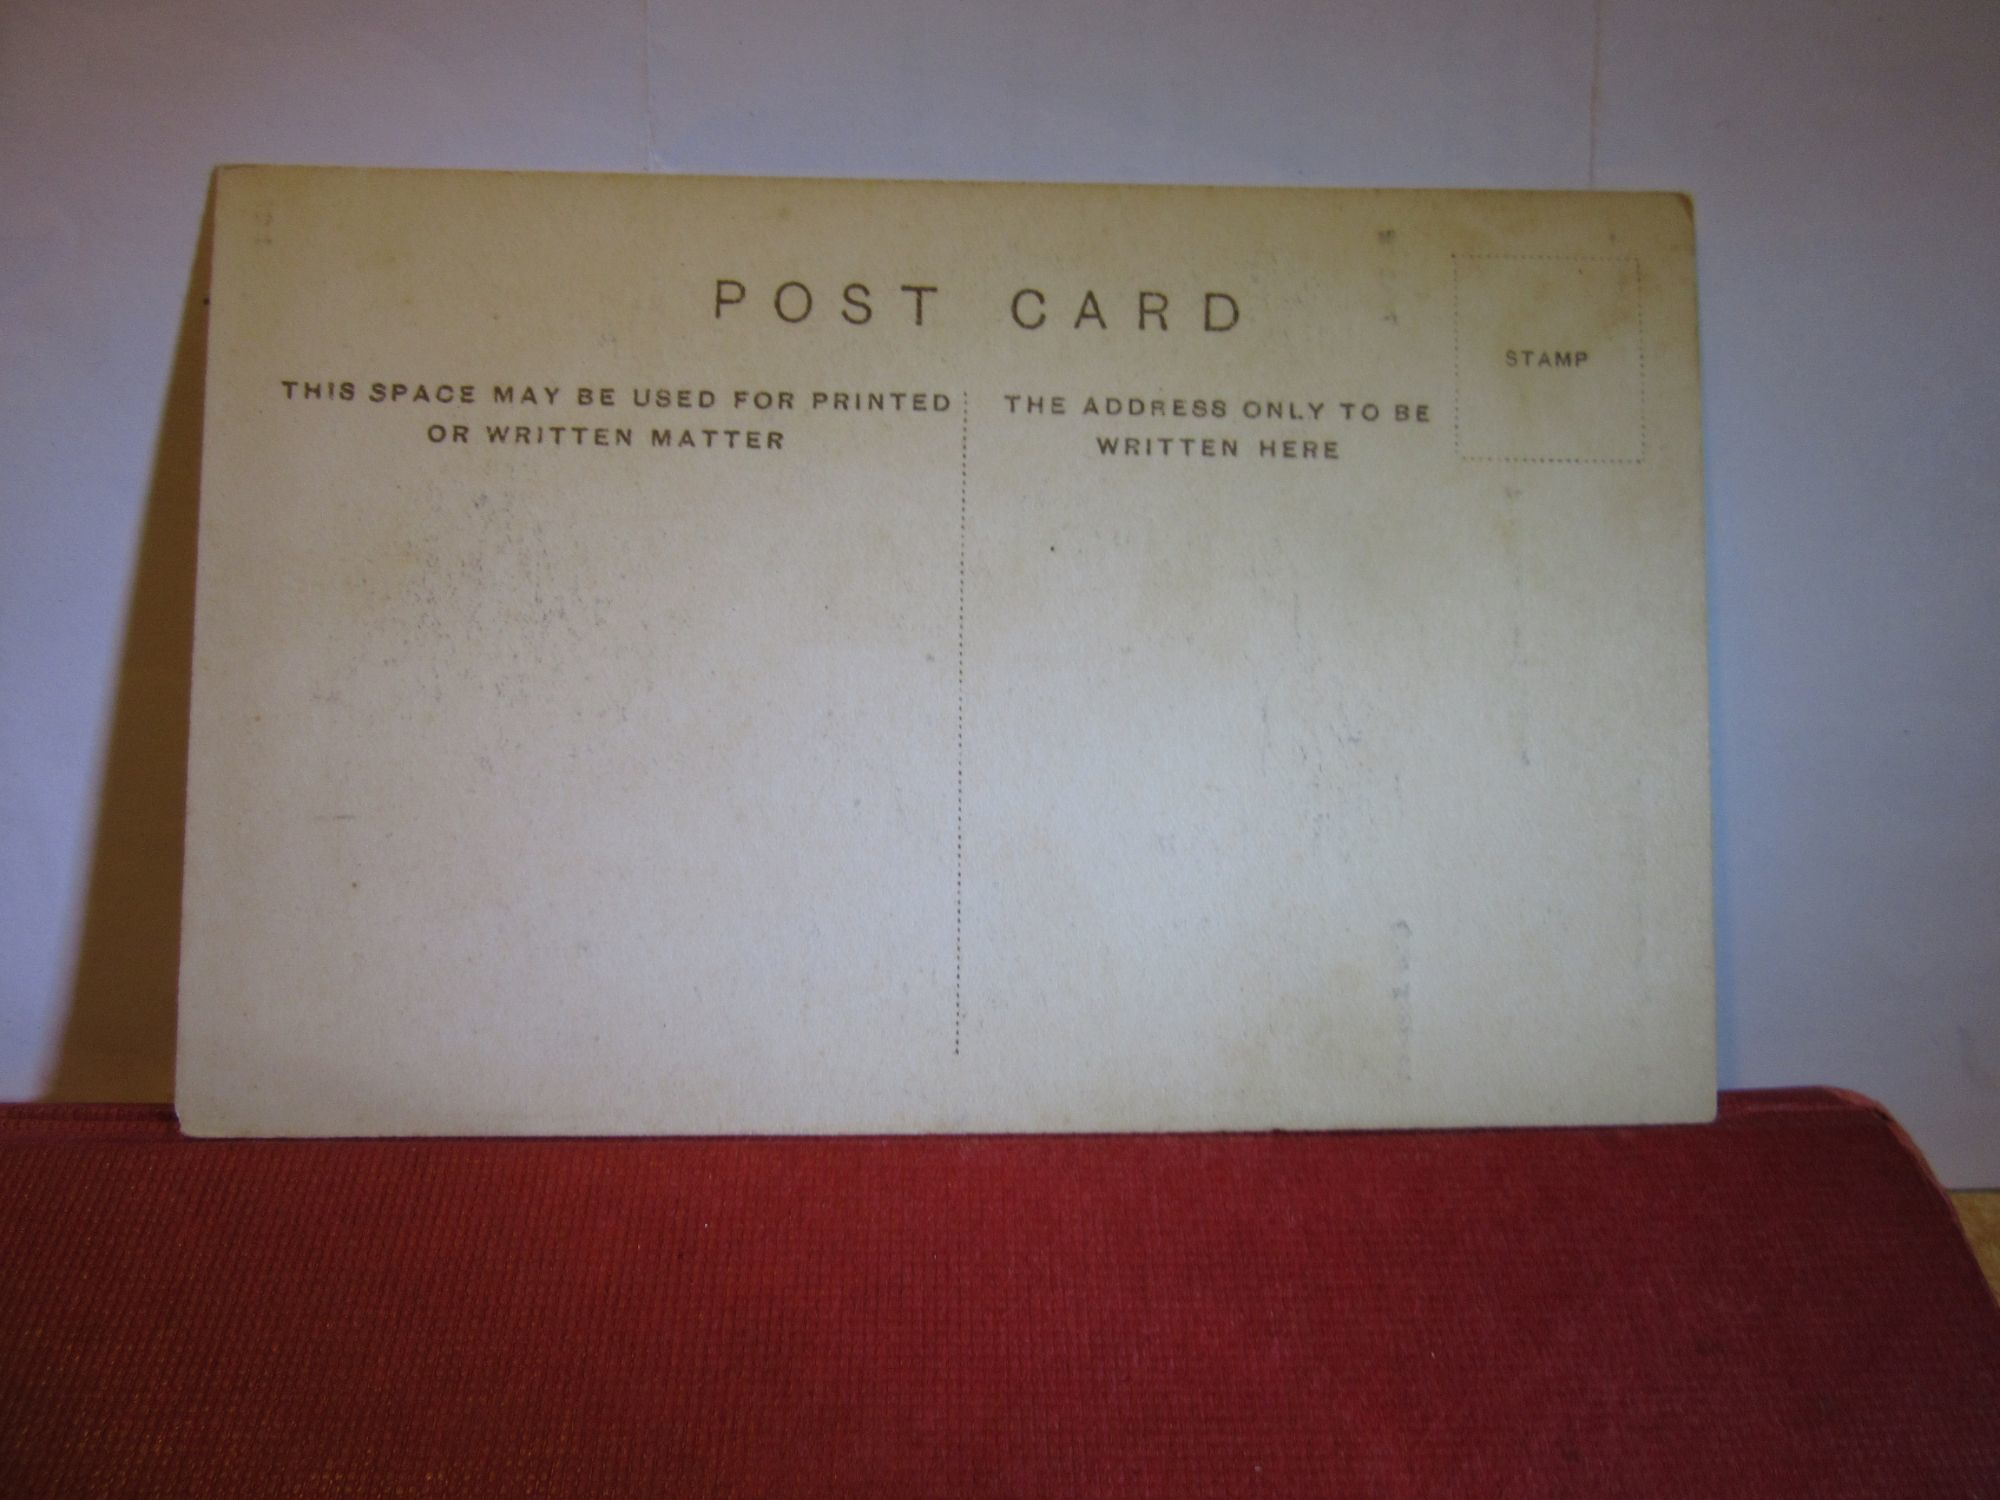 POST CARD
STAMP
THIS SPACE MAY BE USED FOR PRINTED
OR WRITTEN MATTER
THE ADDRESS ONLY TO BE
WRITTEN HERE